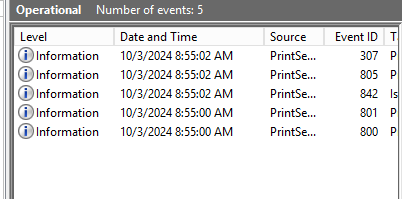 Operational Number of events: 5
Level Date and Time Source Event ID T
Information 10/3/2024 8:55:02 AM PrintSe... 307 P
Information 10/3/2024 8:55:02 AM PrintSe... 805 P
Information 10/3/2024 8:55:02 AM PrintSe... 842 Is
Information 10/3/2024 8:55:00 AM PrintSe... 801 P
Information 10/3/2024 8:55:00 AM PrintSe... 800 P